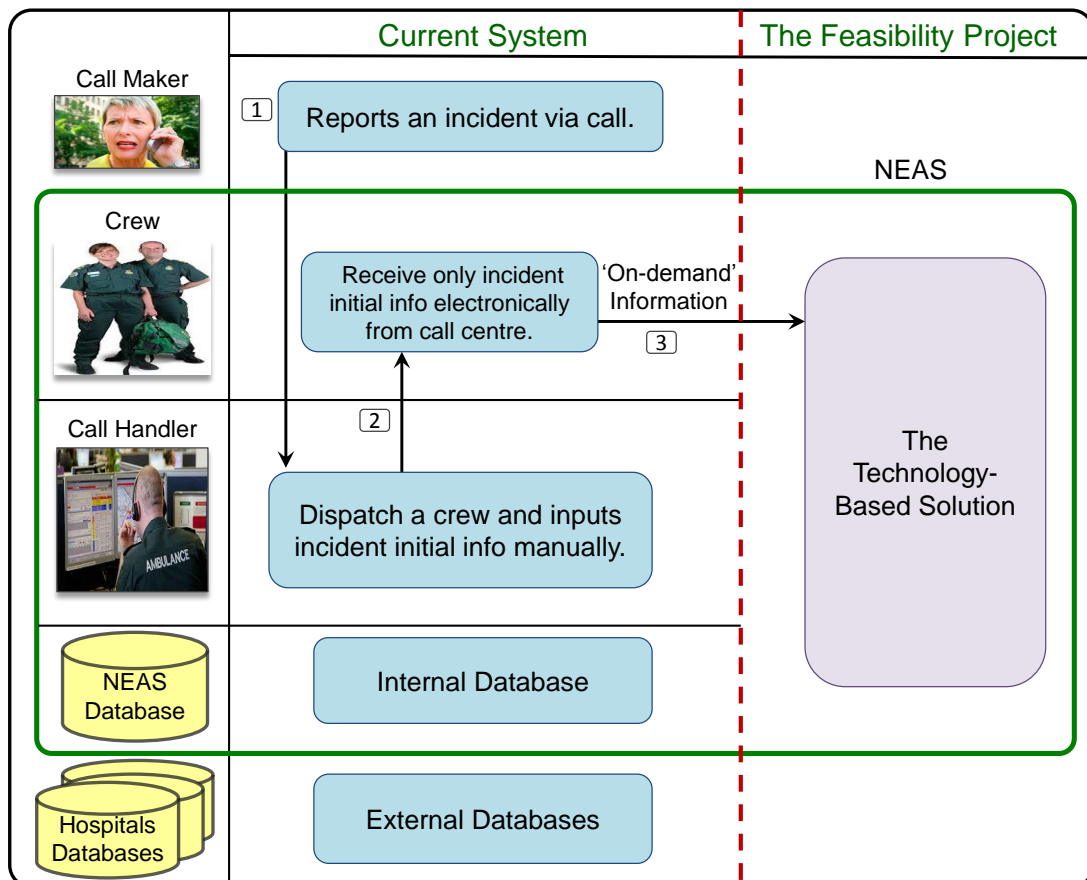 Current System
The Feasibility Project
Call Maker
1
Reports an incident via call.
NEAS
Crew
Receive only incident
initial info electronically
from call centre.
‘On-demand’
Information
3
2
Call Handler
AMBULANCE
Dispatch a crew and inputs
incident initial info manually.
The
Technology-
Based Solution
NEAS
Database
Internal Database
Hospitals
Databases
External Databases